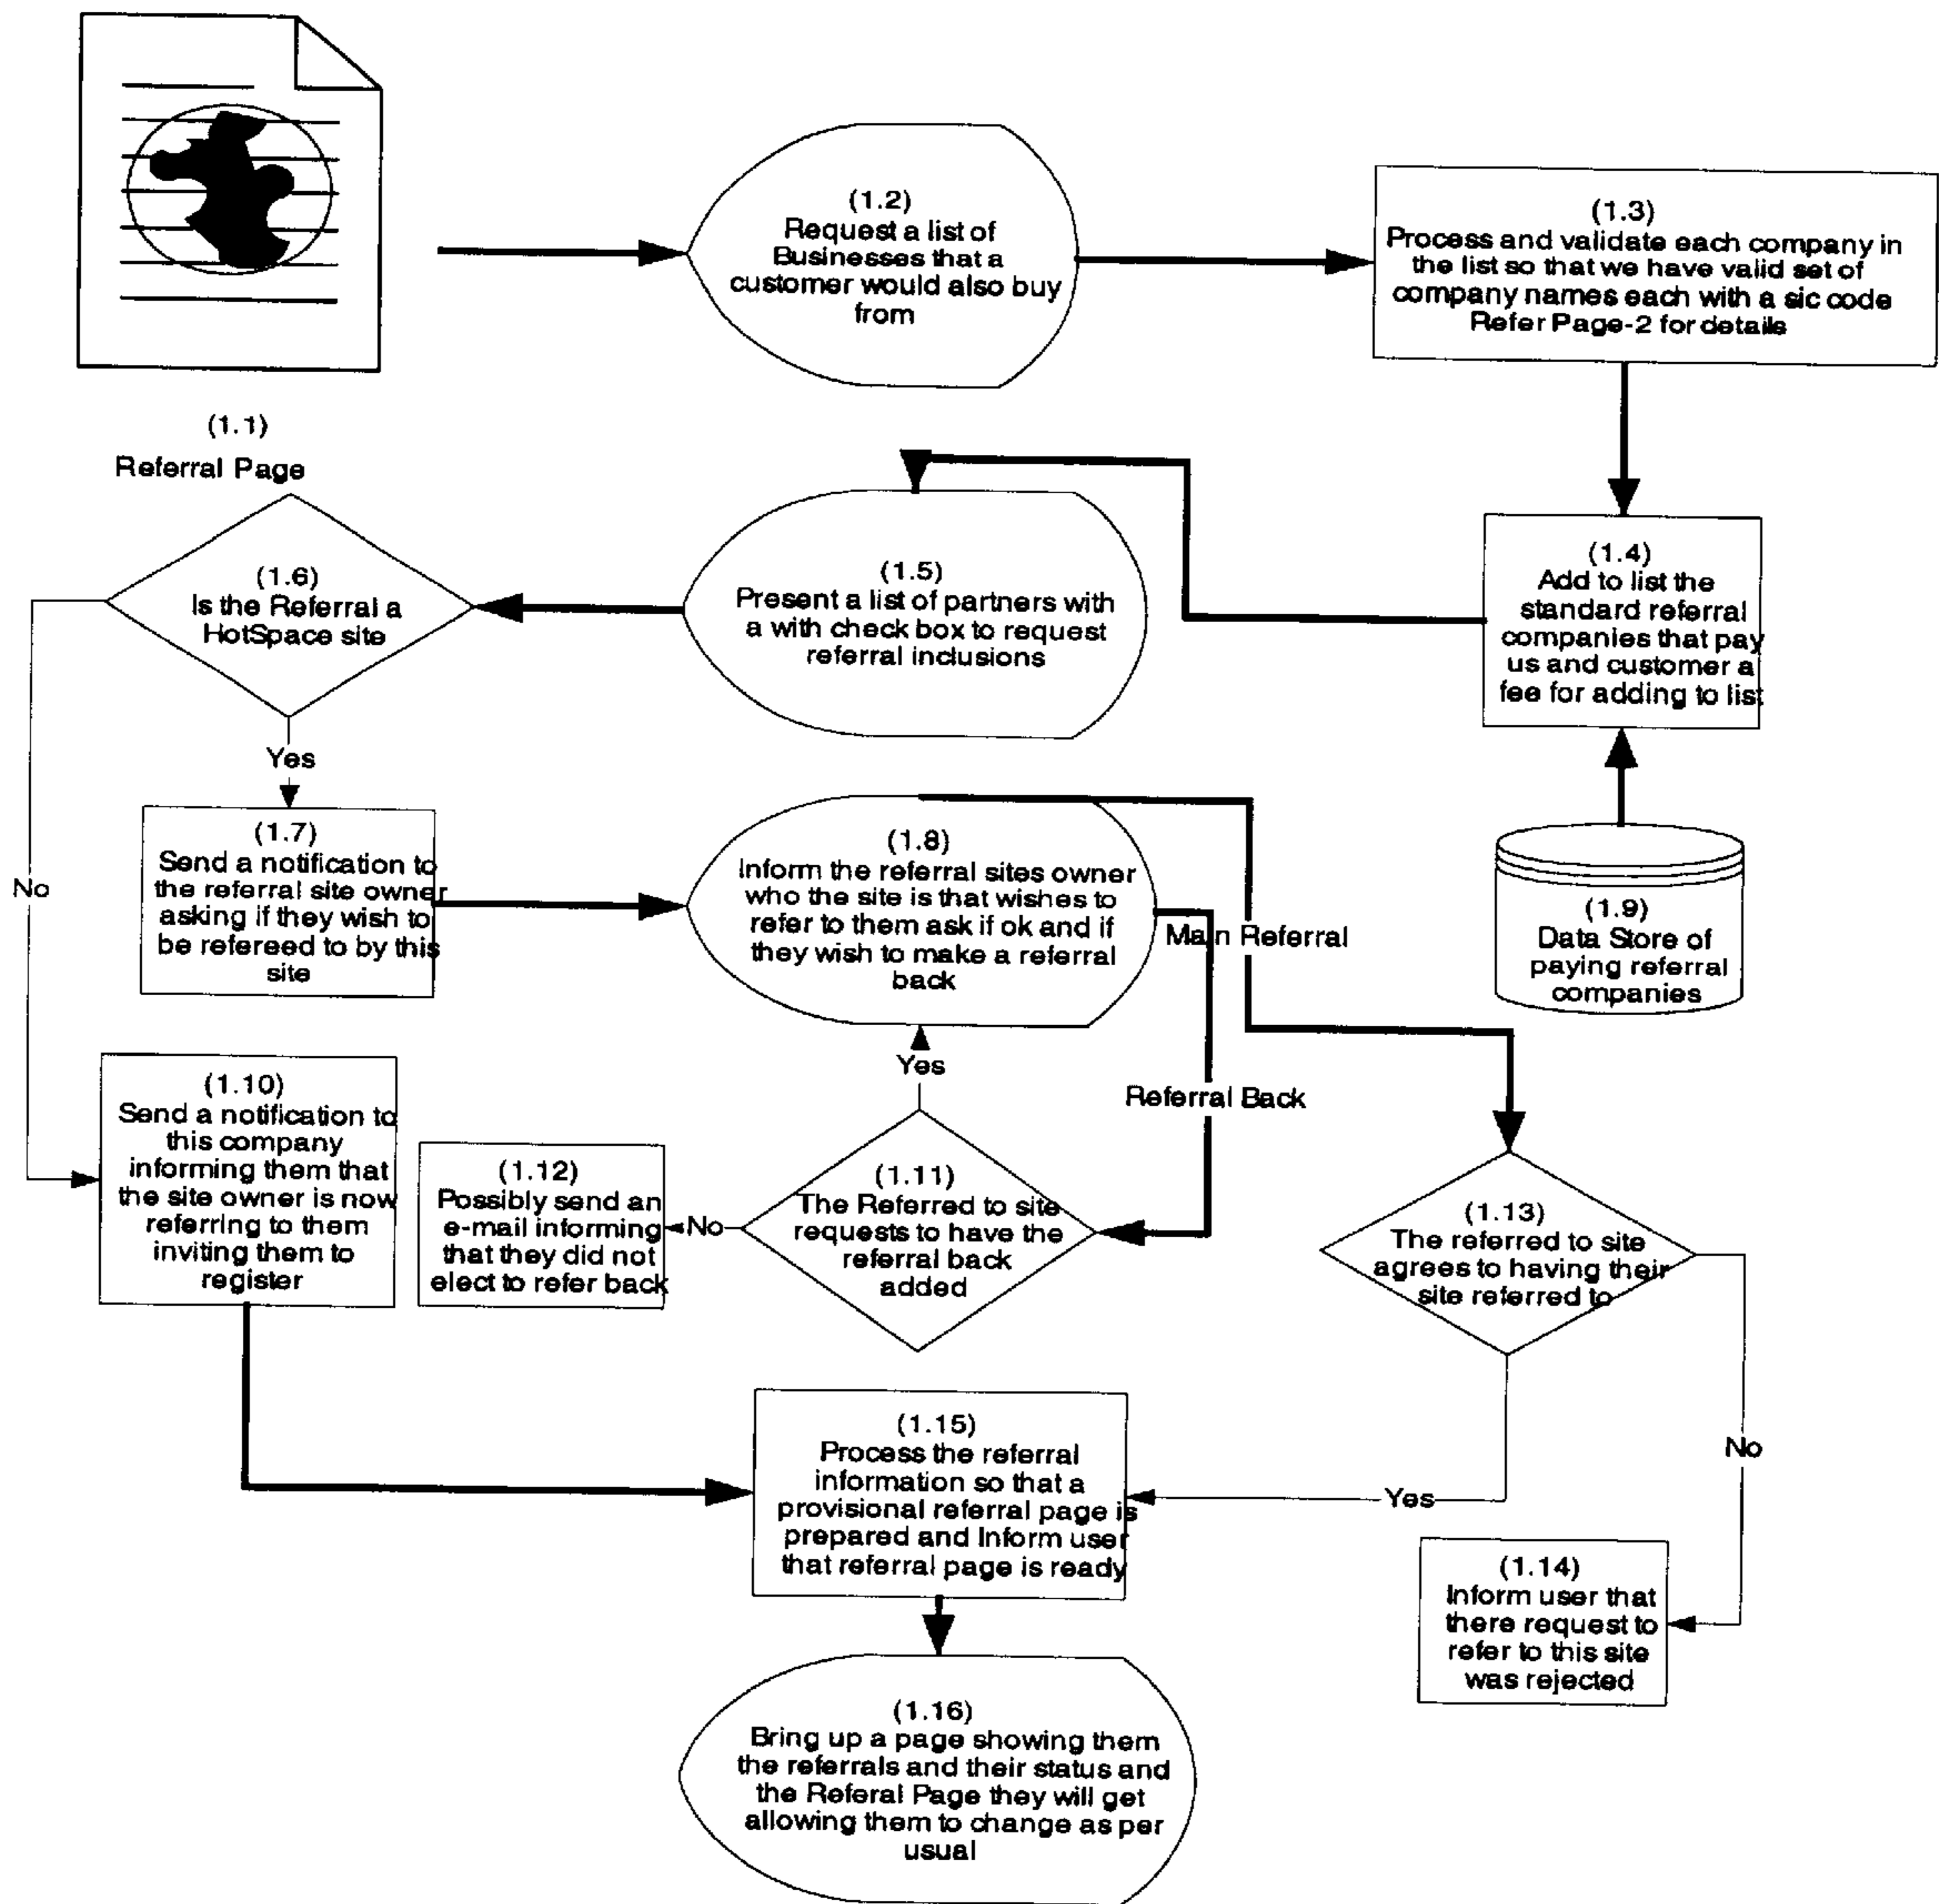 (1.1)
Referral Page
(1.2)
Request a list of
Businesses that a
customer would also buy
from
(1.3)
Process and validate each company in
the list so that we have valid set of
company names each with a sic code
Refer Page-2 for details
(1.4)
Add to list the
standard referral
companies that pay
us and customer a
fee for adding to list
(1.5)
Present a list of partners with
a with check box to request
referral inclusions
(1.6)
Is the Referral a
HotSpace site
Yes
No
(1.7)
Send a notification to
the referral site owner
asking if they wish to
be refereed to by this
site
(1.8)
Inform the referral sites owner
who the site is that wishes to
refer to them ask if ok and if
they wish to make a referral
back
Main Referral
Referral Back
(1.9)
Data Store of
paying referral
companies
(1.10)
Send a notification to
this company
informing them that
the site owner is now
referring to them
inviting them to
register
Yes
(1.11)
The Referred to site
requests to have the
referral back
added
No
(1.12)
Possibly send an
e-mail informing
that they did not
elect to refer back
(1.13)
The referred to site
agrees to having their
site referred to
No
Yes
(1.14)
Inform user that
there request to
refer to this site
was rejected
(1.15)
Process the referral
information so that a
provisional referral page is
prepared and Inform user
that referral page is ready
(1.16)
Bring up a page showing them
the referrals and their status and
the Referal Page they will get
allowing them to change as per
usual